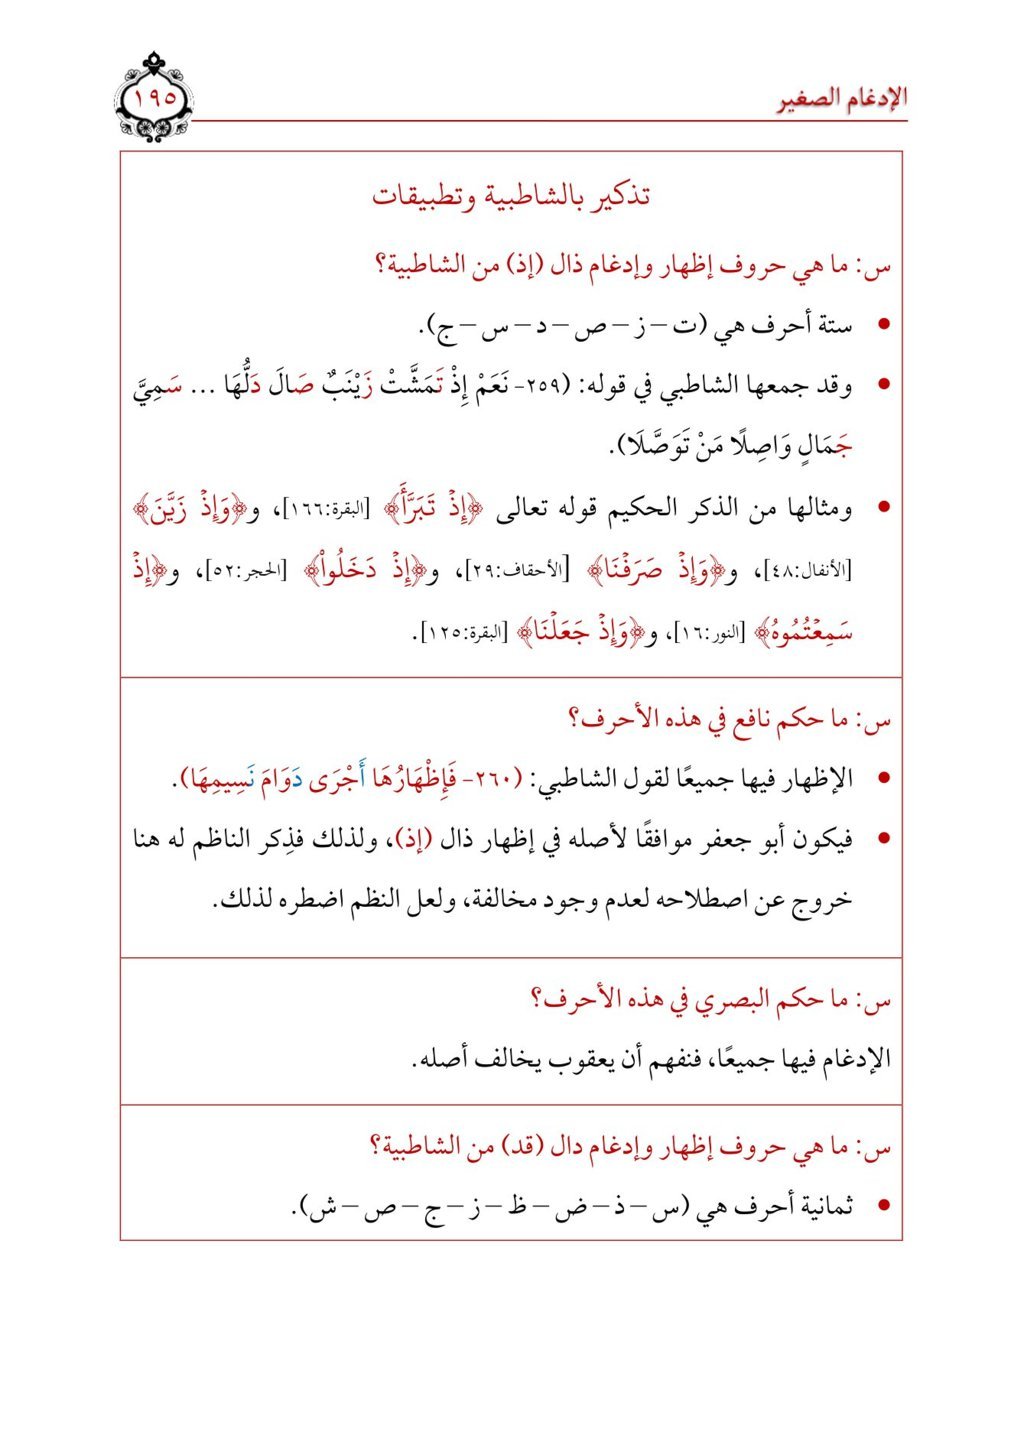 الإدغام الصغير
١٩٥
تذكير بالشاطبية وتطبيقات
س: ما هي حروف إظهار وإدغام ذال (إذ) من الشاطبية؟
• ستة أحرف هي (ت – ز – ص – د – س – ج).
• وقد جمعها الشاطبي في قوله: (٢٥٩- نَعَمْ إِذْ تَمَشَّتْ زَيْنَبٌ صَالَ دَلُّهَا ... سَمِيَّ
جَمَالٍ وَاصِلًا مَنْ تَوَصَّلَا).
• ومثالها من الذكر الحكيم قوله تعالى ﴿إِذۡ تَبَرَّأَ﴾ [البقرة:١٦٦]، و﴿وَإِذۡ زَيَّنَ﴾
[الأنفال:٤٨]، و﴿وَإِذۡ صَرَفۡنَا﴾ [الأحقاف:٢٩]، و﴿إِذۡ دَخَلُواْ﴾ [الحجر:٥٢]، و﴿إِذۡ
سَمِعۡتُمُوهُ﴾ [النور:١٦]، و﴿وَإِذۡ جَعَلۡنَا﴾ [البقرة:١٢٥].
س: ما حكم نافع في هذه الأحرف؟
• الإظهار فيها جميعًا لقول الشاطبي: (٢٦٠- فَإِظْهَارُهَا أَجْرَى دَوَامَ نَسِيمِهَا).
• فيكون أبو جعفر موافقًا لأصله في إظهار ذال (إذ)، ولذلك فذِكر الناظم له هنا
خروج عن اصطلاحه لعدم وجود مخالفة، ولعل النظم اضطره لذلك.
س: ما حكم البصري في هذه الأحرف؟
الإدغام فيها جميعًا، فنفهم أن يعقوب يخالف أصله.
س: ما هي حروف إظهار وإدغام دال (قد) من الشاطبية؟
• ثمانية أحرف هي (س – ذ – ض – ظ – ز – ج – ص – ش).